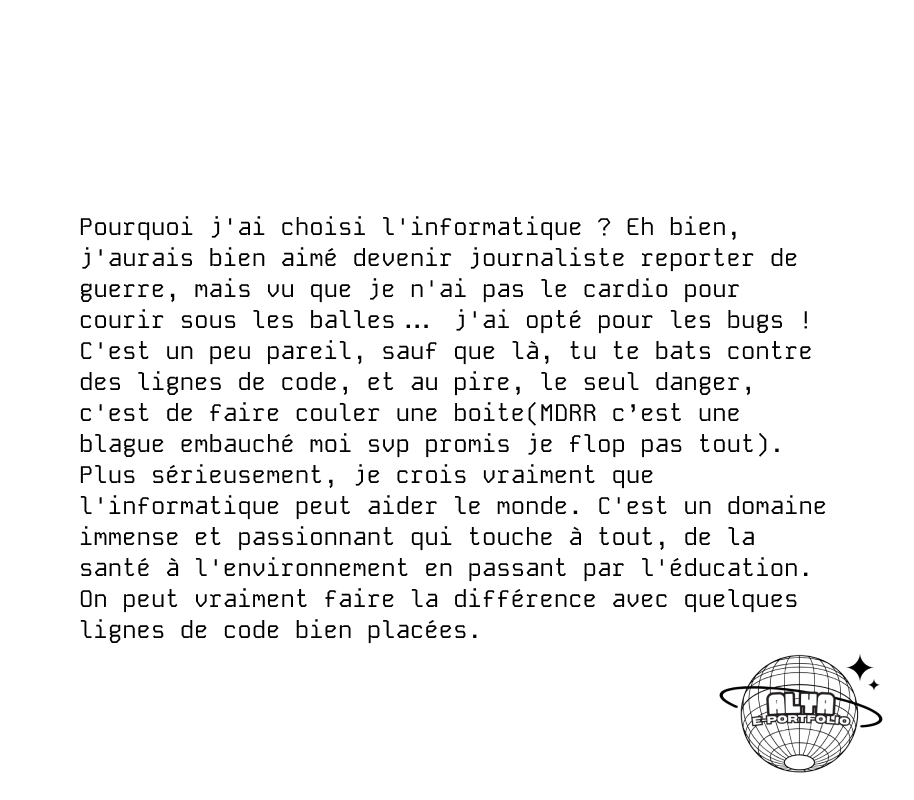 Pourquoi j'ai choisi l'informatique ? Eh bien,
j'aurais bien aimé devenir journaliste reporter de
guerre, mais vu que je n'ai pas le cardio pour
courir sous les balles... j'ai opté pour les bugs !
C'est un peu pareil, sauf que là, tu te bats contre
des lignes de code, et au pire, le seul danger,
c'est de faire couler une boite(MDRR c’est une
blague embauché moi svp promis je flop pas tout).
Plus sérieusement, je crois vraiment que
l'informatique peut aider le monde. C'est un domaine
immense et passionnant qui touche à tout, de la
santé à l'environnement en passant par l'éducation.
On peut vraiment faire la différence avec quelques
lignes de code bien placées.
ALYA
E-PORTFOLIO